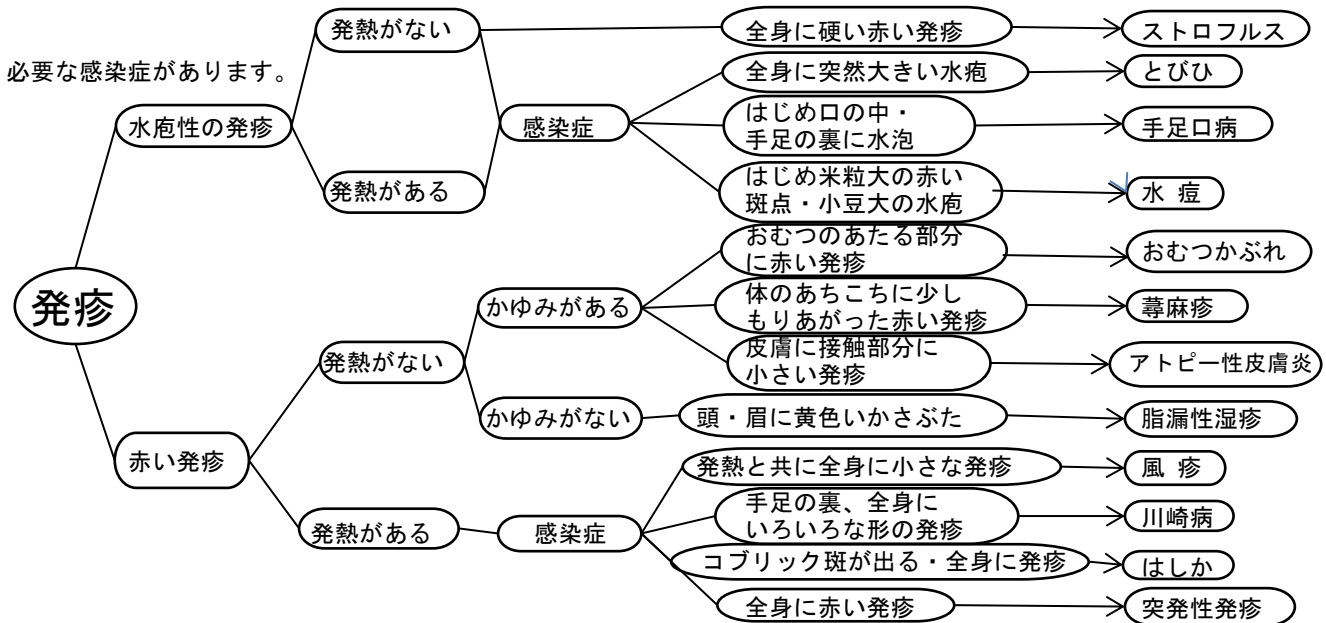 発熱がない
全身に硬い赤い発疹
ストロフルス
必要な感染症があります。
全身に突然大きい水疱
とびひ
水疱性の発疹
感染症
はじめ口の中・
手足の裏に水泡
手足口病
発熱がある
はじめ米粒大の赤い
斑点・小豆大の水疱
水 痘
発疹
おむつのあたる部分
に赤い発疹
おむつかぶれ
かゆみがある
体のあちこちに少し
もりあがった赤い発疹
蕁麻疹
発熱がない
皮膚に接触部分に
小さい発疹
アトピー性皮膚炎
かゆみがない
頭・眉に黄色いかさぶた
脂漏性湿疹
赤い発疹
発熱と共に全身に小さな発疹
風 疹
発熱がある
感染症
手足の裏、全身に
いろいろな形の発疹
川崎病
コブリック斑が出る・全身に発疹
はしか
全身に赤い発疹
突発性発疹